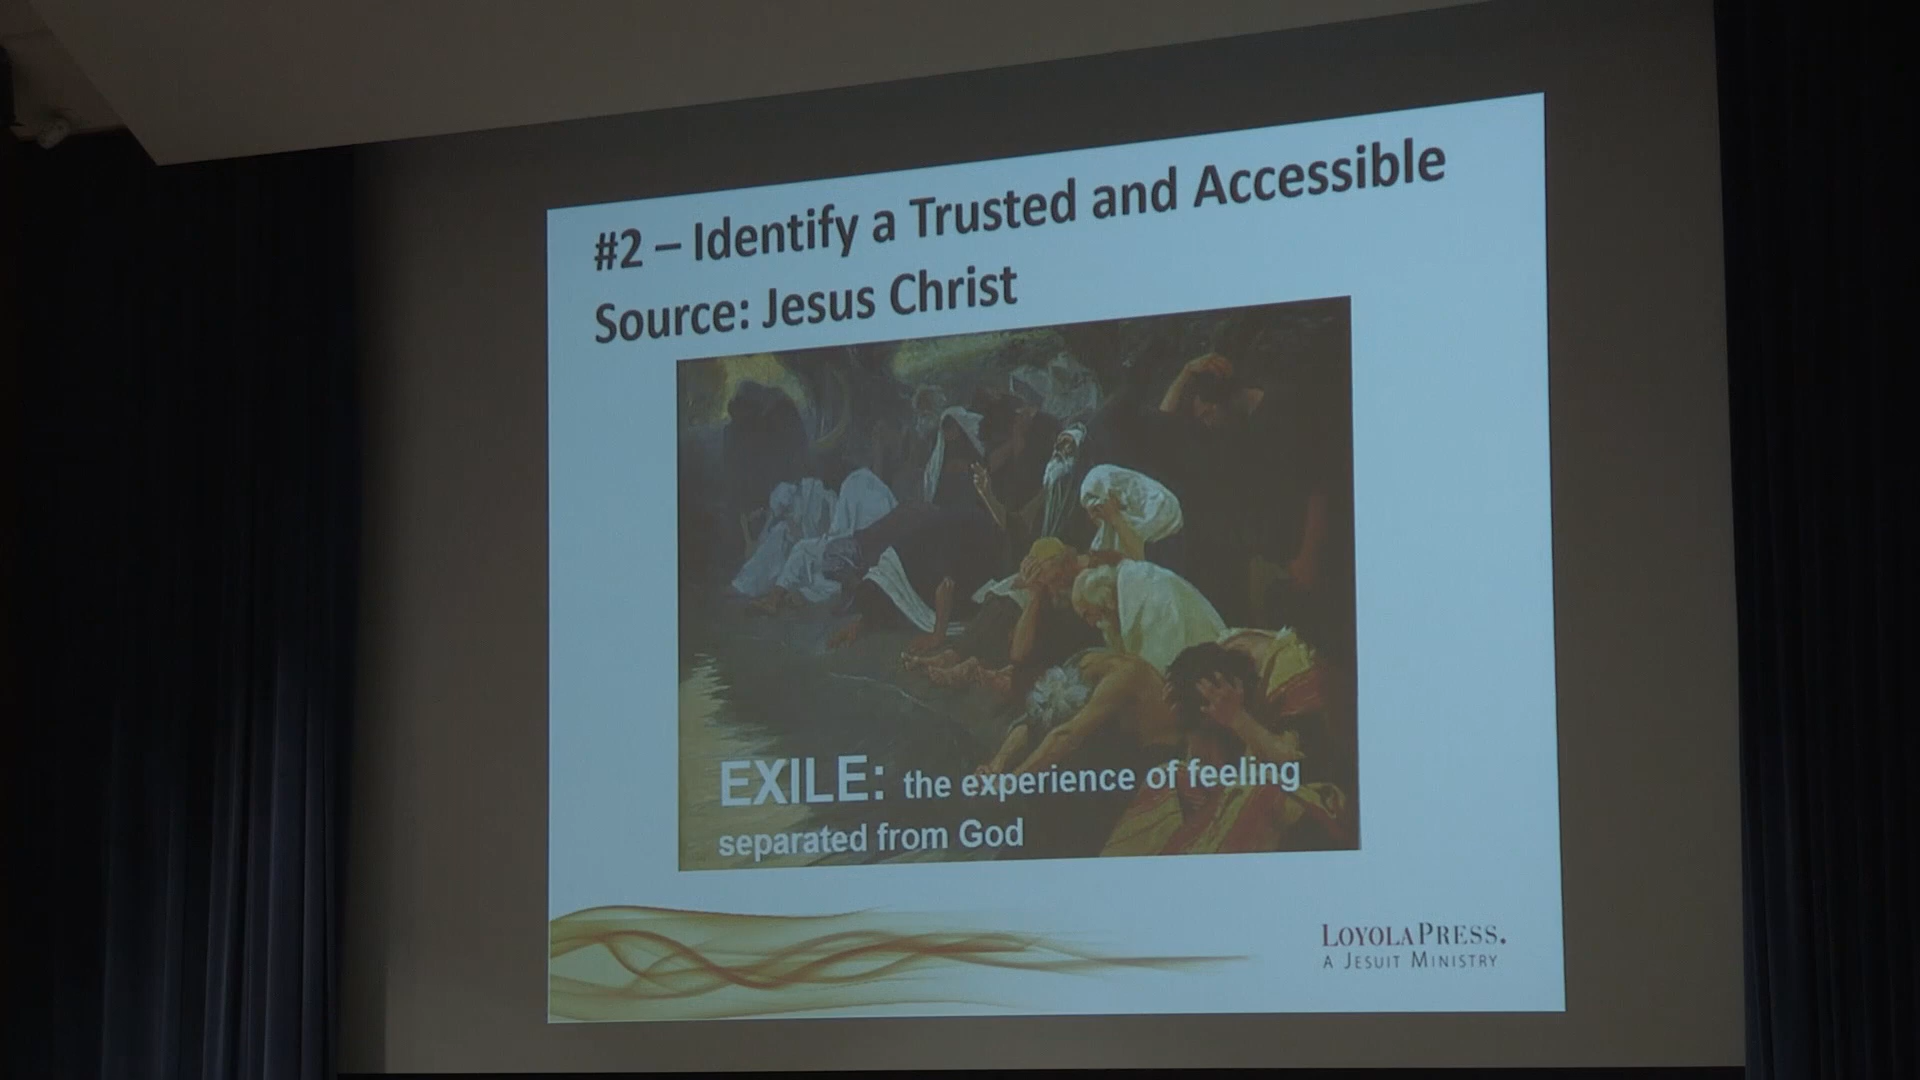 #2 – Identify a Trusted and Accessible
Source: Jesus Christ
EXILE: the experience of feeling
separated from God
LOYOLAPRESS.
A JESUIT MINISTRY